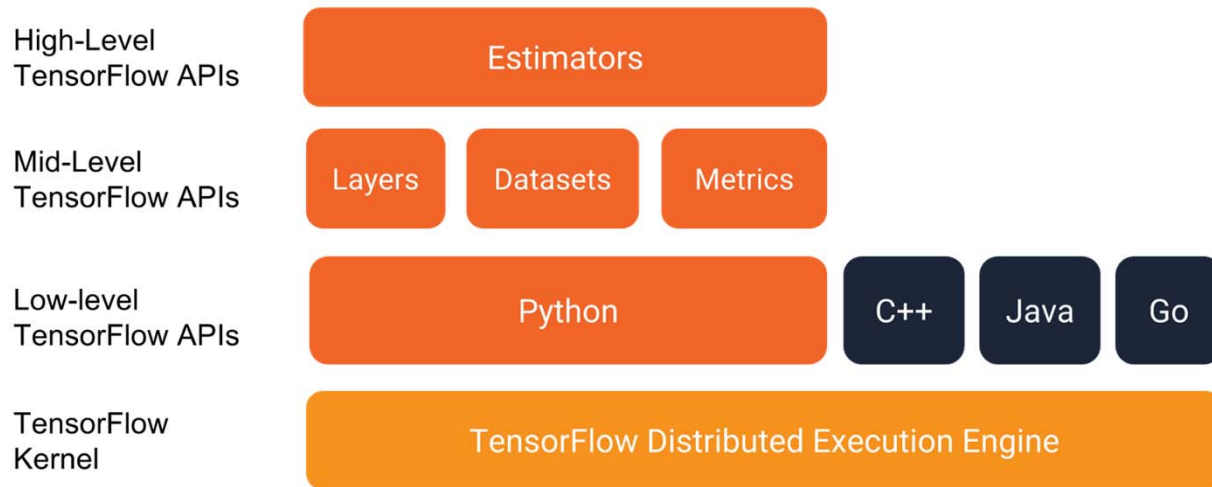 High-Level
TensorFlow APIs
Estimators
Mid-Level
TensorFlow APIs
Layers
Datasets
Metrics
Low-level
TensorFlow APIs
Python
C++
Java
Go
TensorFlow
Kernel
TensorFlow Distributed Execution Engine